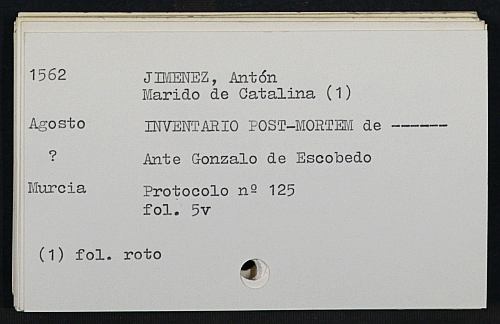 1562 JIMENEZ, Antón
Marido de Catalina (1)
Agosto INVENTARIO POST-MORTEM de ------
? Ante Gonzalo de Escobedo
Murcia Protocolo nº 125
fol. 5v
(1) fol. roto